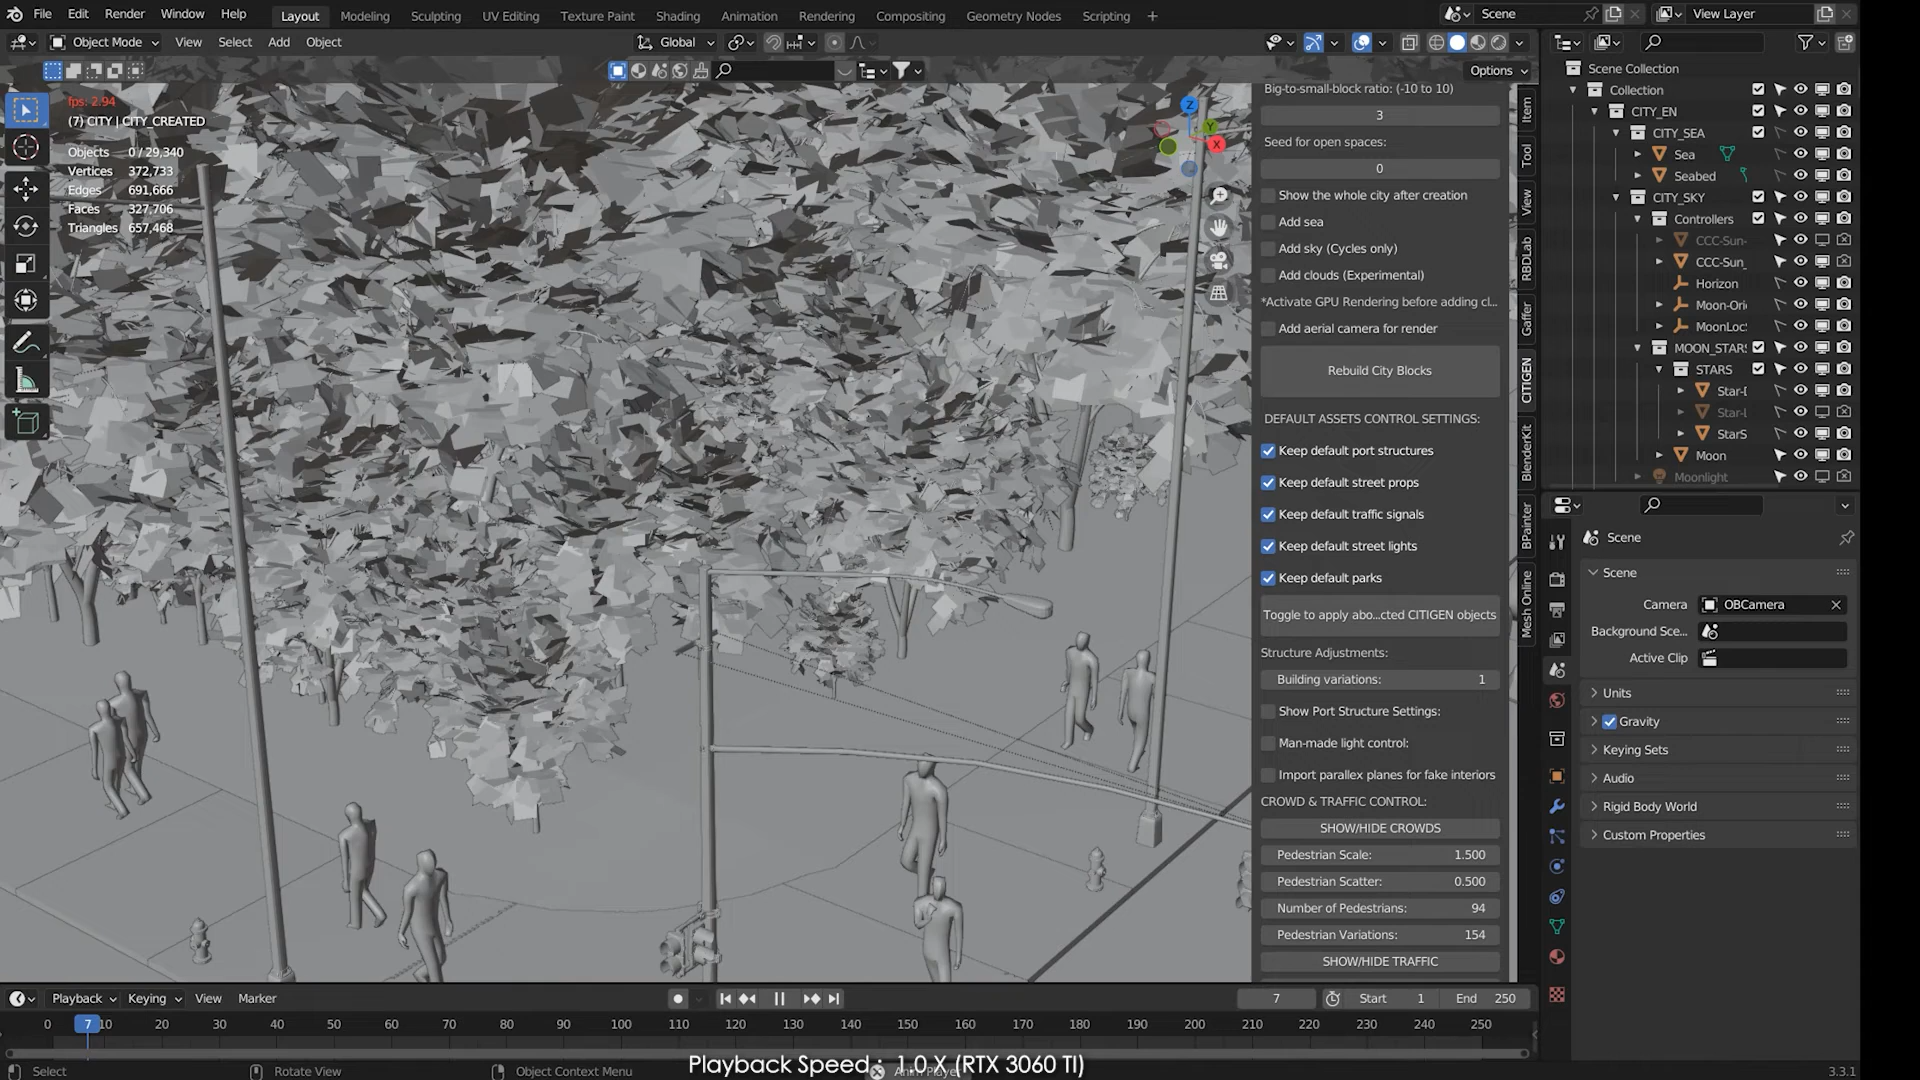 File Edit Render Window Help Layout Modeling Sculpting UV Editing Texture Paint Shading Animation Rendering Compositing Geometry Nodes Scripting + Scene View Layer
Object Mode View Select Add Object Global
Options
fps: 2.94
(7) CITY | CITY_CREATED
Objects 0 / 29,340
Vertices 372,733
Edges 691,666
Faces 327,706
Triangles 657,468
Z
Y
X
Big-to-small-block ratio: (-10 to 10)
3
Seed for open spaces:
0
Show the whole city after creation
Add sea
Add sky (Cycles only)
Add clouds (Experimental)
*Activate GPU Rendering before adding cl...
Add aerial camera for render
Rebuild City Blocks
DEFAULT ASSETS CONTROL SETTINGS:
Keep default port structures
Keep default street props
Keep default traffic signals
Keep default street lights
Keep default parks
Toggle to apply abo...cted CITIGEN objects
Structure Adjustments:
Building variations: 1
Show Port Structure Settings:
Man-made light control:
Import parallex planes for fake interiors
CROWD & TRAFFIC CONTROL:
SHOW/HIDE CROWDS
Pedestrian Scale: 1.500
Pedestrian Scatter: 0.500
Number of Pedestrians: 94
Pedestrian Variations: 154
SHOW/HIDE TRAFFIC
Item
Tool
View
RBDLab
Gaffer
CITIGEN
BlenderKit
BPainter
Mesh Online
Scene Collection
Collection
CITY_EN
CITY_SEA
Sea
Seabed
CITY_SKY
Controllers
CCC-Sun-
CCC-Sun_
Horizon
Moon-Ori
MoonLoc
MOON_STARS
STARS
Star-
Star-
StarS
Moon
Moonlight
Scene
Scene
Camera OBCamera
Background Sce...
Active Clip
Units
Gravity
Keying Sets
Audio
Rigid Body World
Custom Properties
Playback Keying View Marker 7 Start 1 End 250
0 7 10 20 30 40 50 60 70 80 90 100 110 120 130 140 150 160 170 180 190 200 210 220 230 240 250
Playback Speed : 1.0 X (RTX 3060 TI)
Select Rotate View Object Context Menu 3.3.1